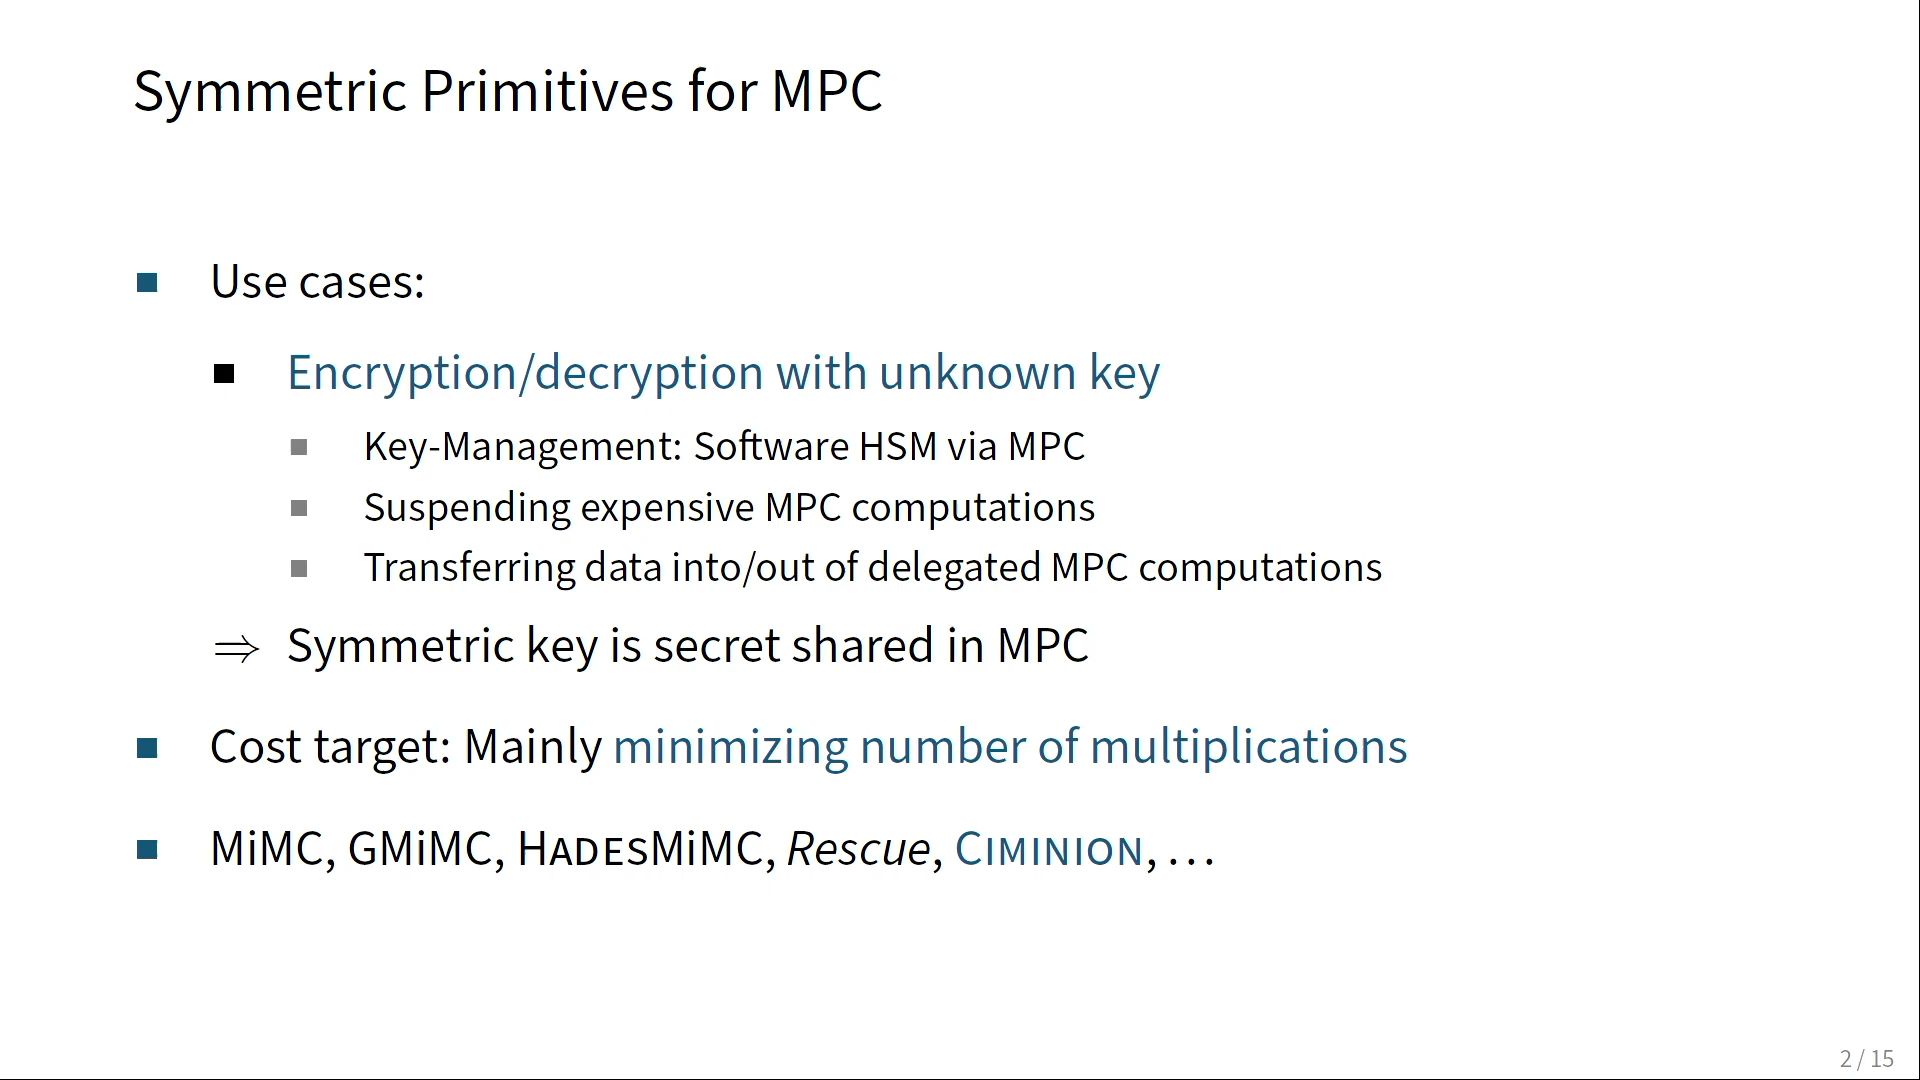 Symmetric Primitives for MPC
Use cases:
Encryption/decryption with unknown key
Key-Management: Software HSM via MPC
Suspending expensive MPC computations
Transferring data into/out of delegated MPC computations
⇒ Symmetric key is secret shared in MPC
Cost target: Mainly minimizing number of multiplications
MiMC, GMiMC, HADESMiMC, Rescue, CIMINION, . . .
2 / 15